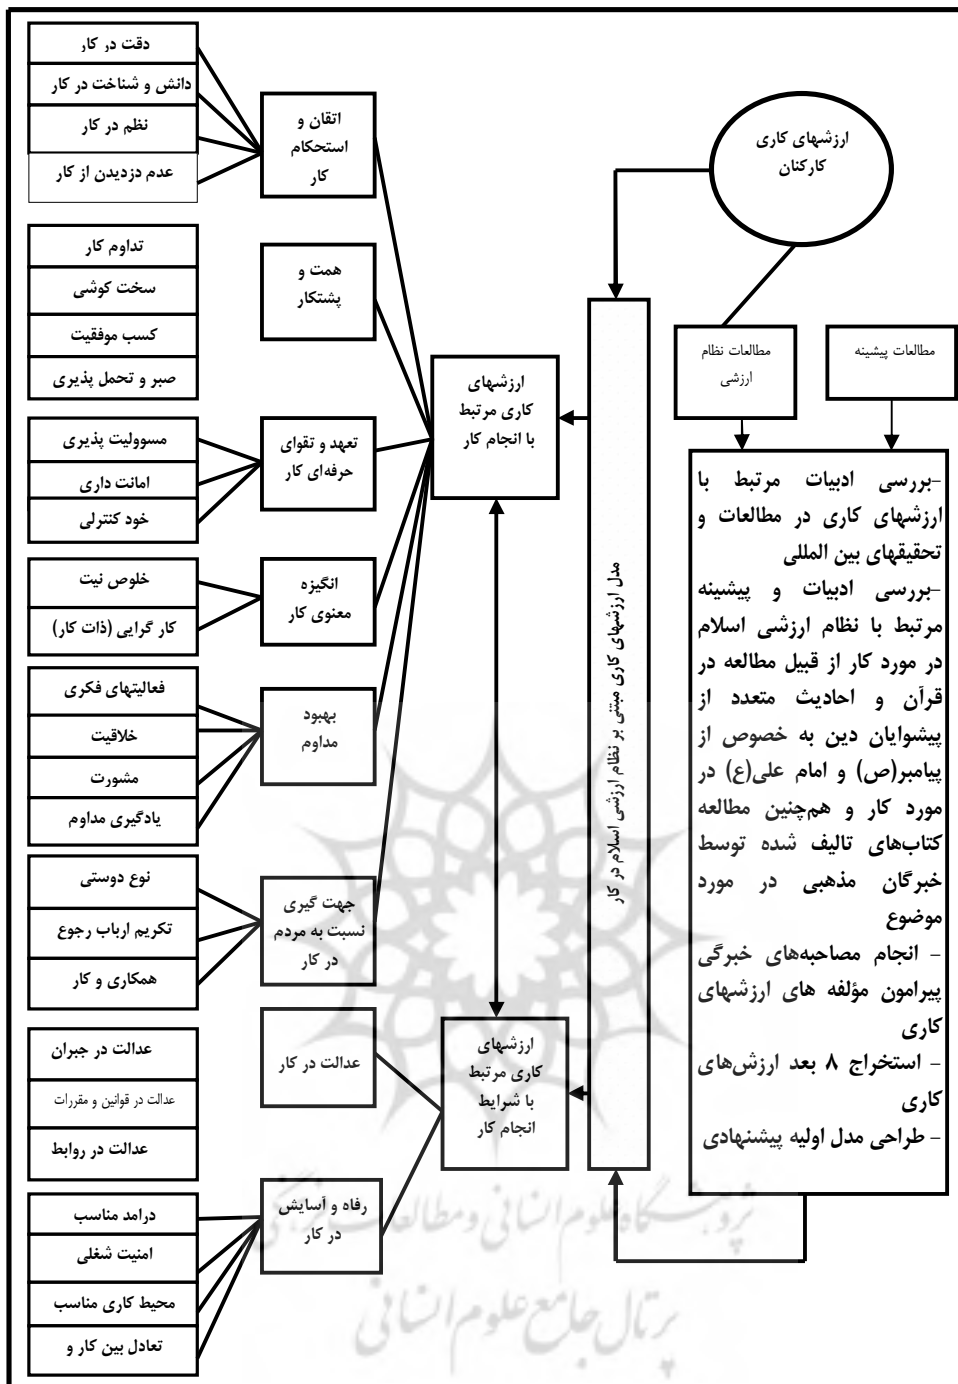 ارزشهای کاری
کارکنان
مطالعات پیشینه
مطالعات نظام
ارزشی
-بررسی ادبیات مرتبط با
ارزشهای کاری در مطالعات و
تحقیقهای بین المللی
-بررسی ادبیات و پیشینه
مرتبط با نظام ارزشی اسلام
در مورد کار از قبیل مطالعه در
قرآن و احادیث متعدد از
پیشوایان دین به خصوص از
پیامبر(ص) و امام علی(ع) در
مورد کار و هم‌چنین مطالعه
کتاب‌های تالیف شده توسط
خبرگان مذهبی در مورد
موضوع
- انجام مصاحبه‌های خبرگی
پیرامون مؤلفه های ارزشهای
کاری
- استخراج ۸ بعد ارزش‌های
کاری
- طراحی مدل اولیه پیشنهادی
مدل ارزشهای کاری مبتنی بر نظام ارزشی اسلام در کار
ارزشهای
کاری مرتبط
با انجام کار
ارزشهای
کاری مرتبط
با شرایط
انجام کار
اتقان و
استحکام
کار
همت و
پشتکار
تعهد و تقوای
حرفه‌ای کار
انگیزه
معنوی کار
بهبود
مداوم
جهت گیری
نسبت به مردم
در کار
عدالت در کار
رفاه و آسایش
در کار
دقت در کار
دانش و شناخت در کار
نظم در کار
عدم دزدیدن از کار
تداوم کار
سخت کوشی
کسب موفقیت
صبر و تحمل پذیری
مسوولیت پذیری
امانت داری
خود کنترلی
خلوص نیت
کار گرایی (ذات کار)
فعالیتهای فکری
خلاقیت
مشورت
یادگیری مداوم
نوع دوستی
تکریم ارباب رجوع
همکاری و کار
عدالت در جبران
عدالت در قوانین و مقررات
عدالت در روابط
درامد مناسب
امنیت شغلی
محیط کاری مناسب
تعادل بین کار و
پژوهشگاه علوم انسانی و مطالعات فرهنگی
پرتال جامع علوم انسانی